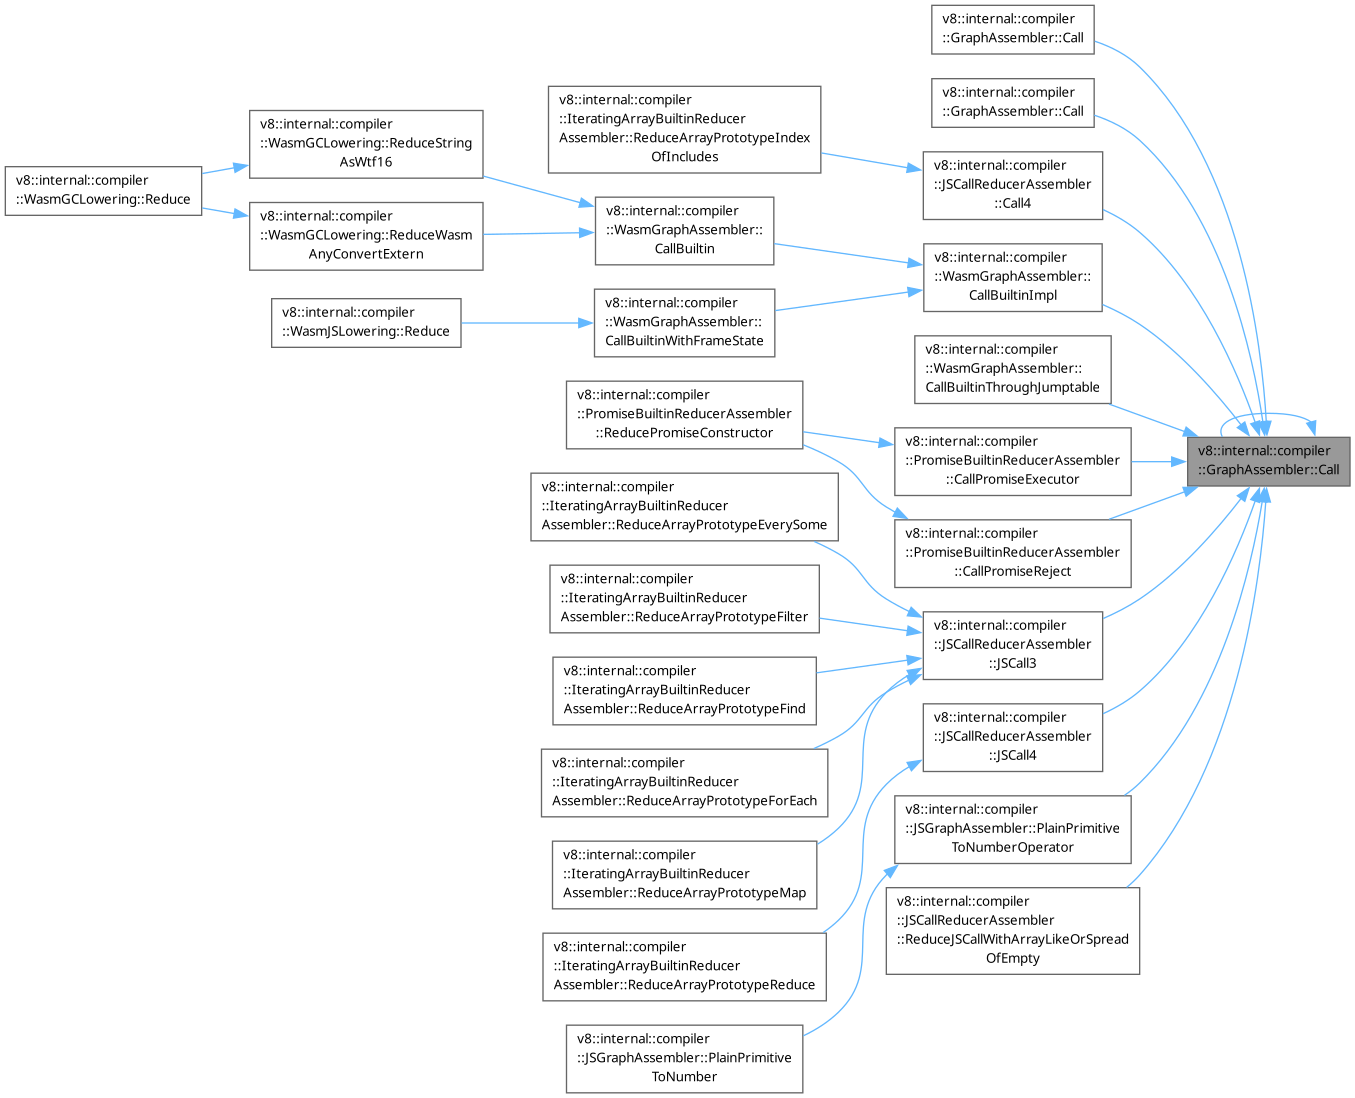 v8::internal::compiler
::GraphAssembler::Call
v8::internal::compiler
::GraphAssembler::Call
v8::internal::compiler
::IteratingArrayBuiltinReducer
Assembler::ReduceArrayPrototypeIndex
OfIncludes
v8::internal::compiler
::WasmGCLowering::ReduceString
AsWtf16
v8::internal::compiler
::JSCallReducerAssembler
::Call4
v8::internal::compiler
::WasmGCLowering::Reduce
v8::internal::compiler
::WasmGCLowering::ReduceWasm
AnyConvertExtern
v8::internal::compiler
::WasmGraphAssembler::
CallBuiltin
v8::internal::compiler
::WasmGraphAssembler::
CallBuiltinImpl
v8::internal::compiler
::WasmJSLowering::Reduce
v8::internal::compiler
::WasmGraphAssembler::
CallBuiltinWithFrameState
v8::internal::compiler
::WasmGraphAssembler::
CallBuiltinThroughJumptable
v8::internal::compiler
::PromiseBuiltinReducerAssembler
::ReducePromiseConstructor
v8::internal::compiler
::PromiseBuiltinReducerAssembler
::CallPromiseExecutor
v8::internal::compiler
::GraphAssembler::Call
v8::internal::compiler
::IteratingArrayBuiltinReducer
Assembler::ReduceArrayPrototypeEverySome
v8::internal::compiler
::PromiseBuiltinReducerAssembler
::CallPromiseReject
v8::internal::compiler
::IteratingArrayBuiltinReducer
Assembler::ReduceArrayPrototypeFilter
v8::internal::compiler
::JSCallReducerAssembler
::JSCall3
v8::internal::compiler
::IteratingArrayBuiltinReducer
Assembler::ReduceArrayPrototypeFind
v8::internal::compiler
::JSCallReducerAssembler
::JSCall4
v8::internal::compiler
::IteratingArrayBuiltinReducer
Assembler::ReduceArrayPrototypeForEach
v8::internal::compiler
::JSGraphAssembler::PlainPrimitive
ToNumberOperator
v8::internal::compiler
::IteratingArrayBuiltinReducer
Assembler::ReduceArrayPrototypeMap
v8::internal::compiler
::JSCallReducerAssembler
::ReduceJSCallWithArrayLikeOrSpread
OfEmpty
v8::internal::compiler
::IteratingArrayBuiltinReducer
Assembler::ReduceArrayPrototypeReduce
v8::internal::compiler
::JSGraphAssembler::PlainPrimitive
ToNumber